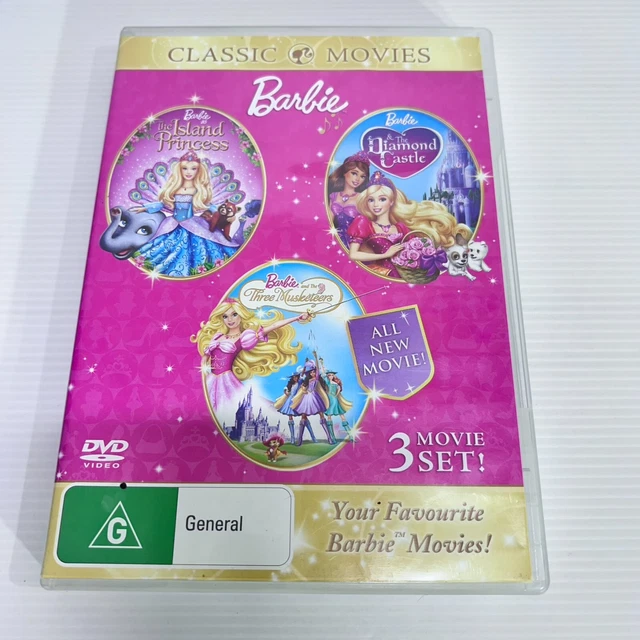 CLASSIC MOVIES
Barbie
Barbie as
the Island
Princess
Barbie
& The
Diamond
Castle
Barbie and The
Three Musketeers
ALL
NEW
MOVIE!
3 MOVIE
SET!
DVD
VIDEO
G
General
Your Favourite
Barbie™ Movies!